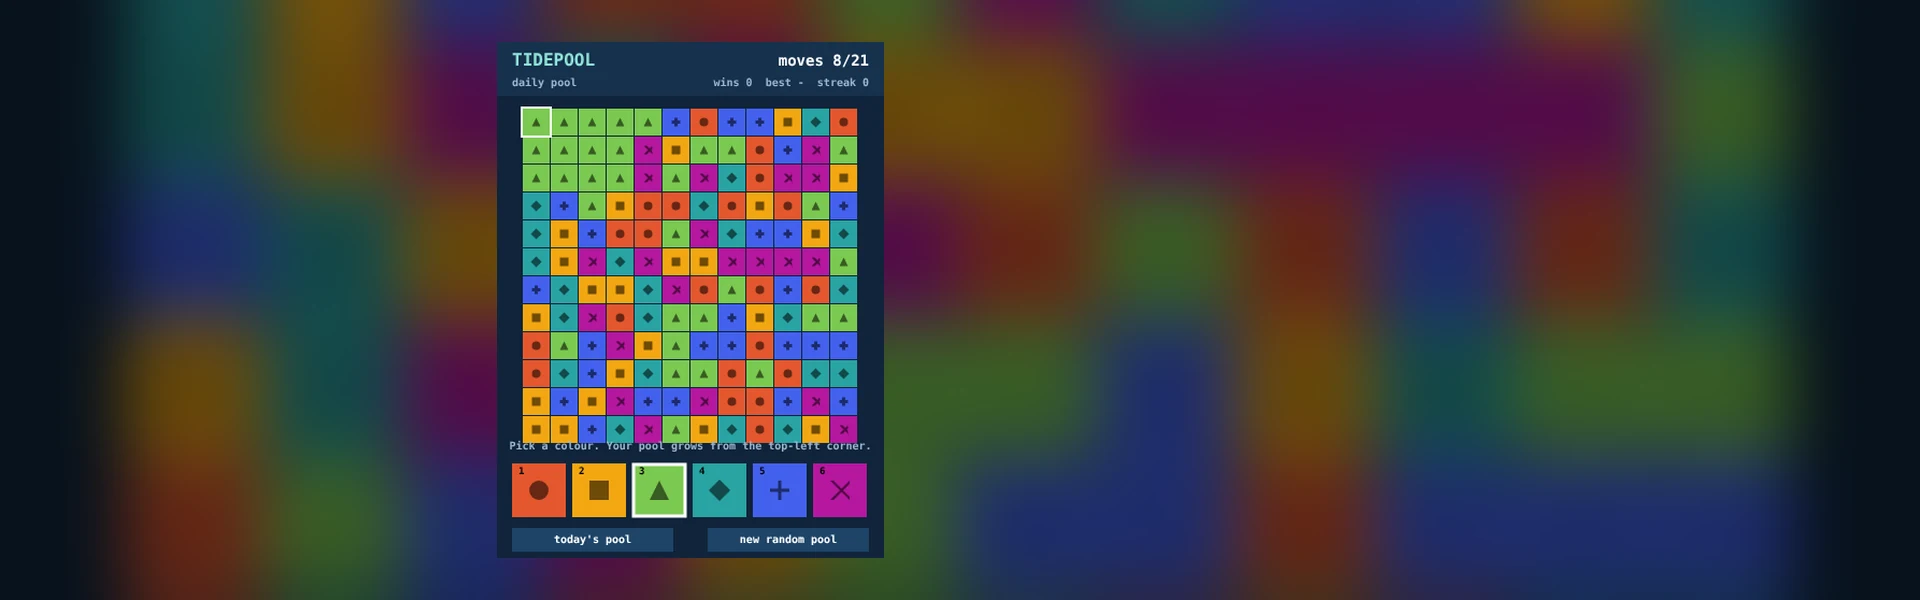 TIDEPOOL
moves 8/21
daily pool
wins 0 best - streak 0
Pick a colour. Your pool grows from the top-left corner.
1 2 3 4 5 6
today's pool
new random pool